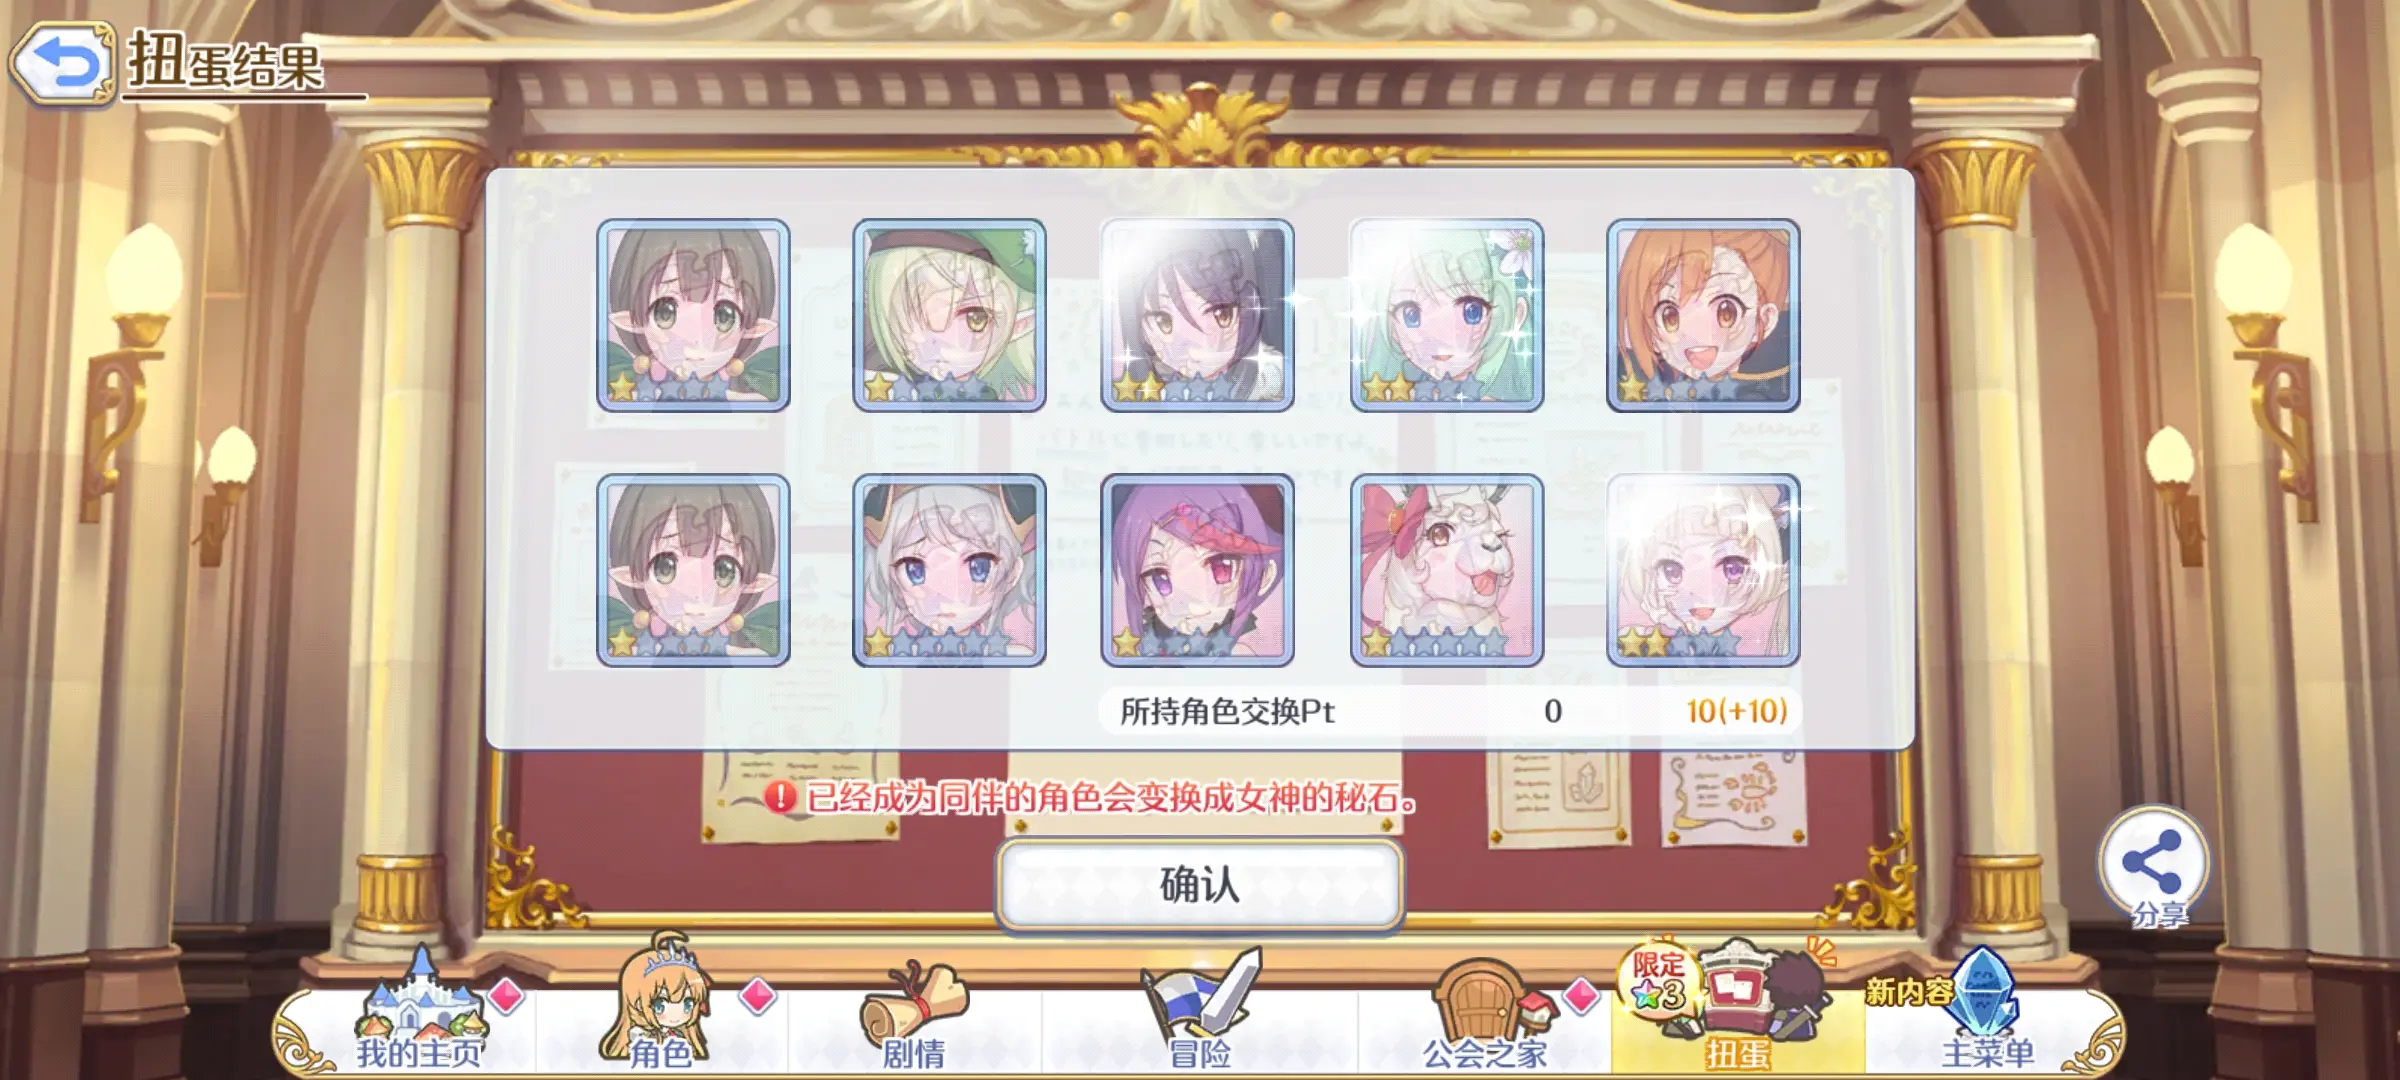 扭蛋结果
所持角色交换Pt 0 10(+10)
已经成为同伴的角色会变换成女神的秘石。
确认
分享
限定
3
新内容
我的主页
角色
剧情
冒险
公会之家
扭蛋
主菜单